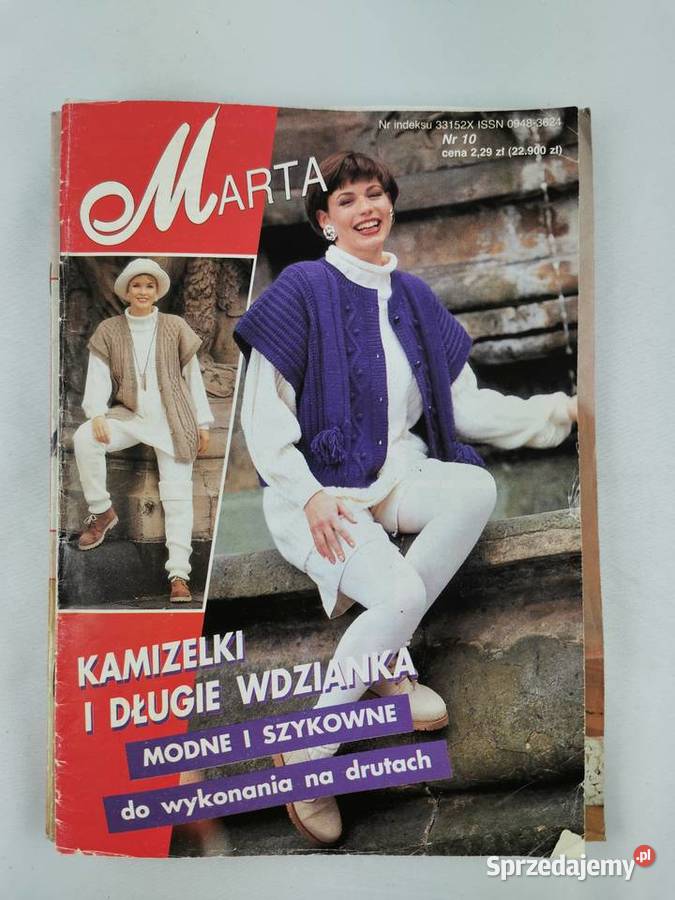 Nr indeksu 33152X ISSN 0948-3624
Nr 10
cena 2,29 zł (22.900 zł)
MARTA
KAMIZELKI
I DŁUGIE WDZIANKA
MODNE I SZYKOWNE
do wykonania na drutach
Sprzedajemy.pl